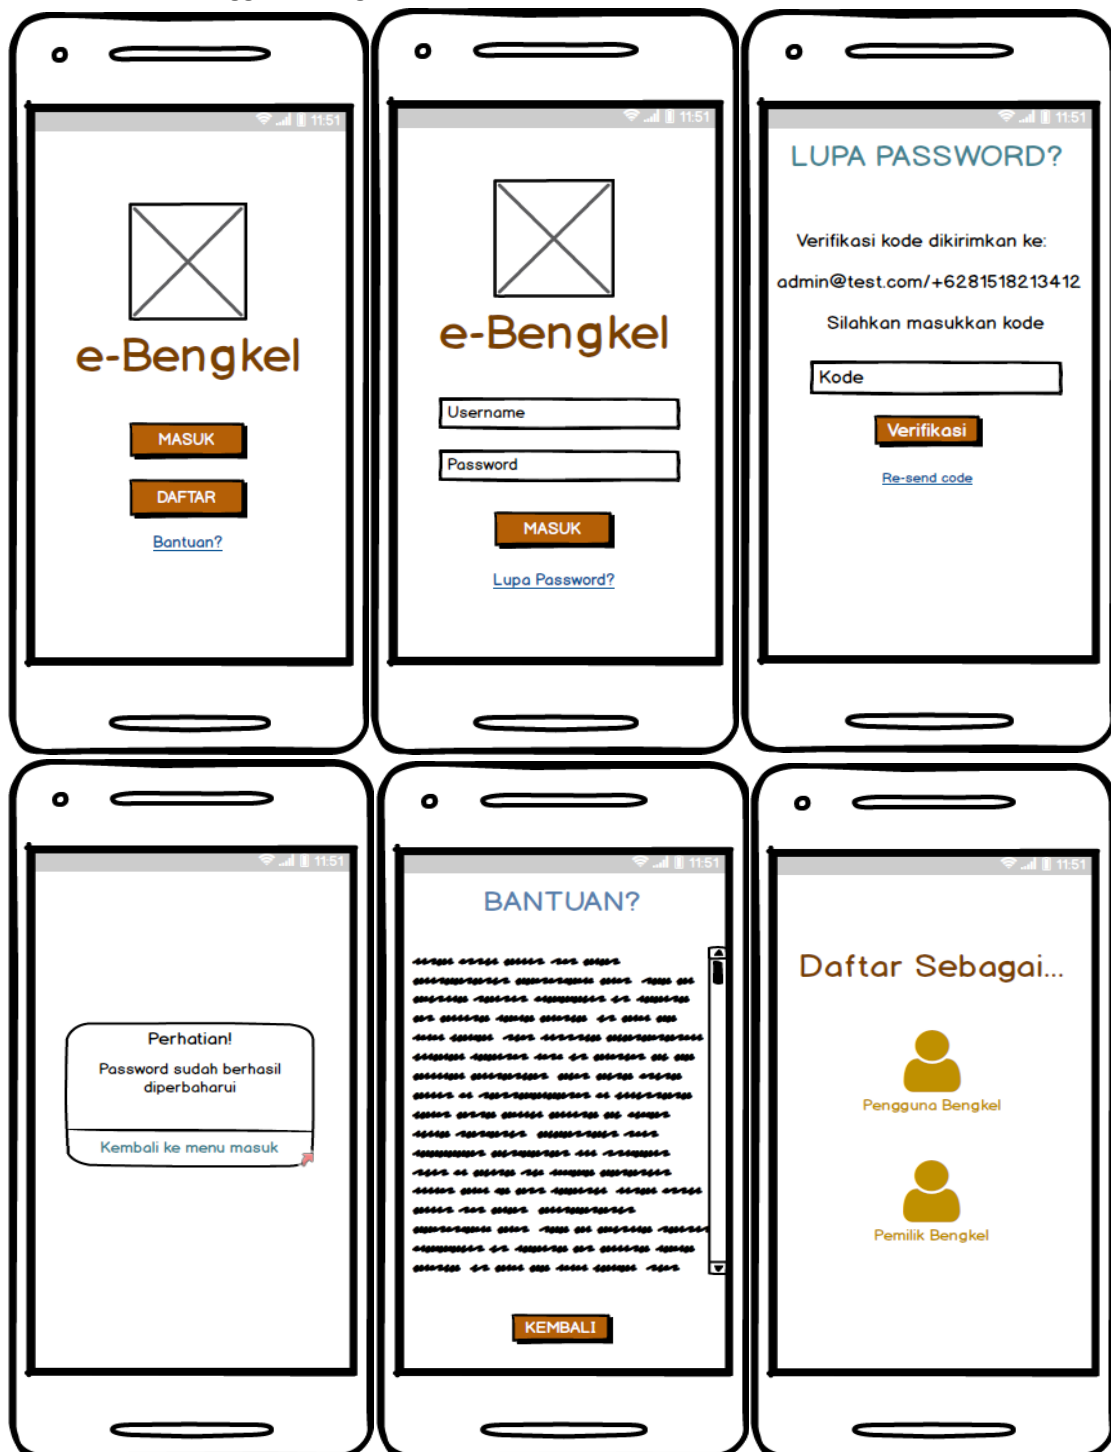 11:51
e-Bengkel
MASUK
DAFTAR
Bantuan?
11:51
e-Bengkel
Username
Password
MASUK
Lupa Password?
11:51
LUPA PASSWORD?
Verifikasi kode dikirimkan ke:
admin@test.com/+6281518213412
Silahkan masukkan kode
Kode
Verifikasi
Re-send code
11:51
Perhatian!
Password sudah berhasil
diperbaharui
Kembali ke menu masuk
11:51
BANTUAN?
KEMBALI
11:51
Daftar Sebagai...
Pengguna Bengkel
Pemilik Bengkel